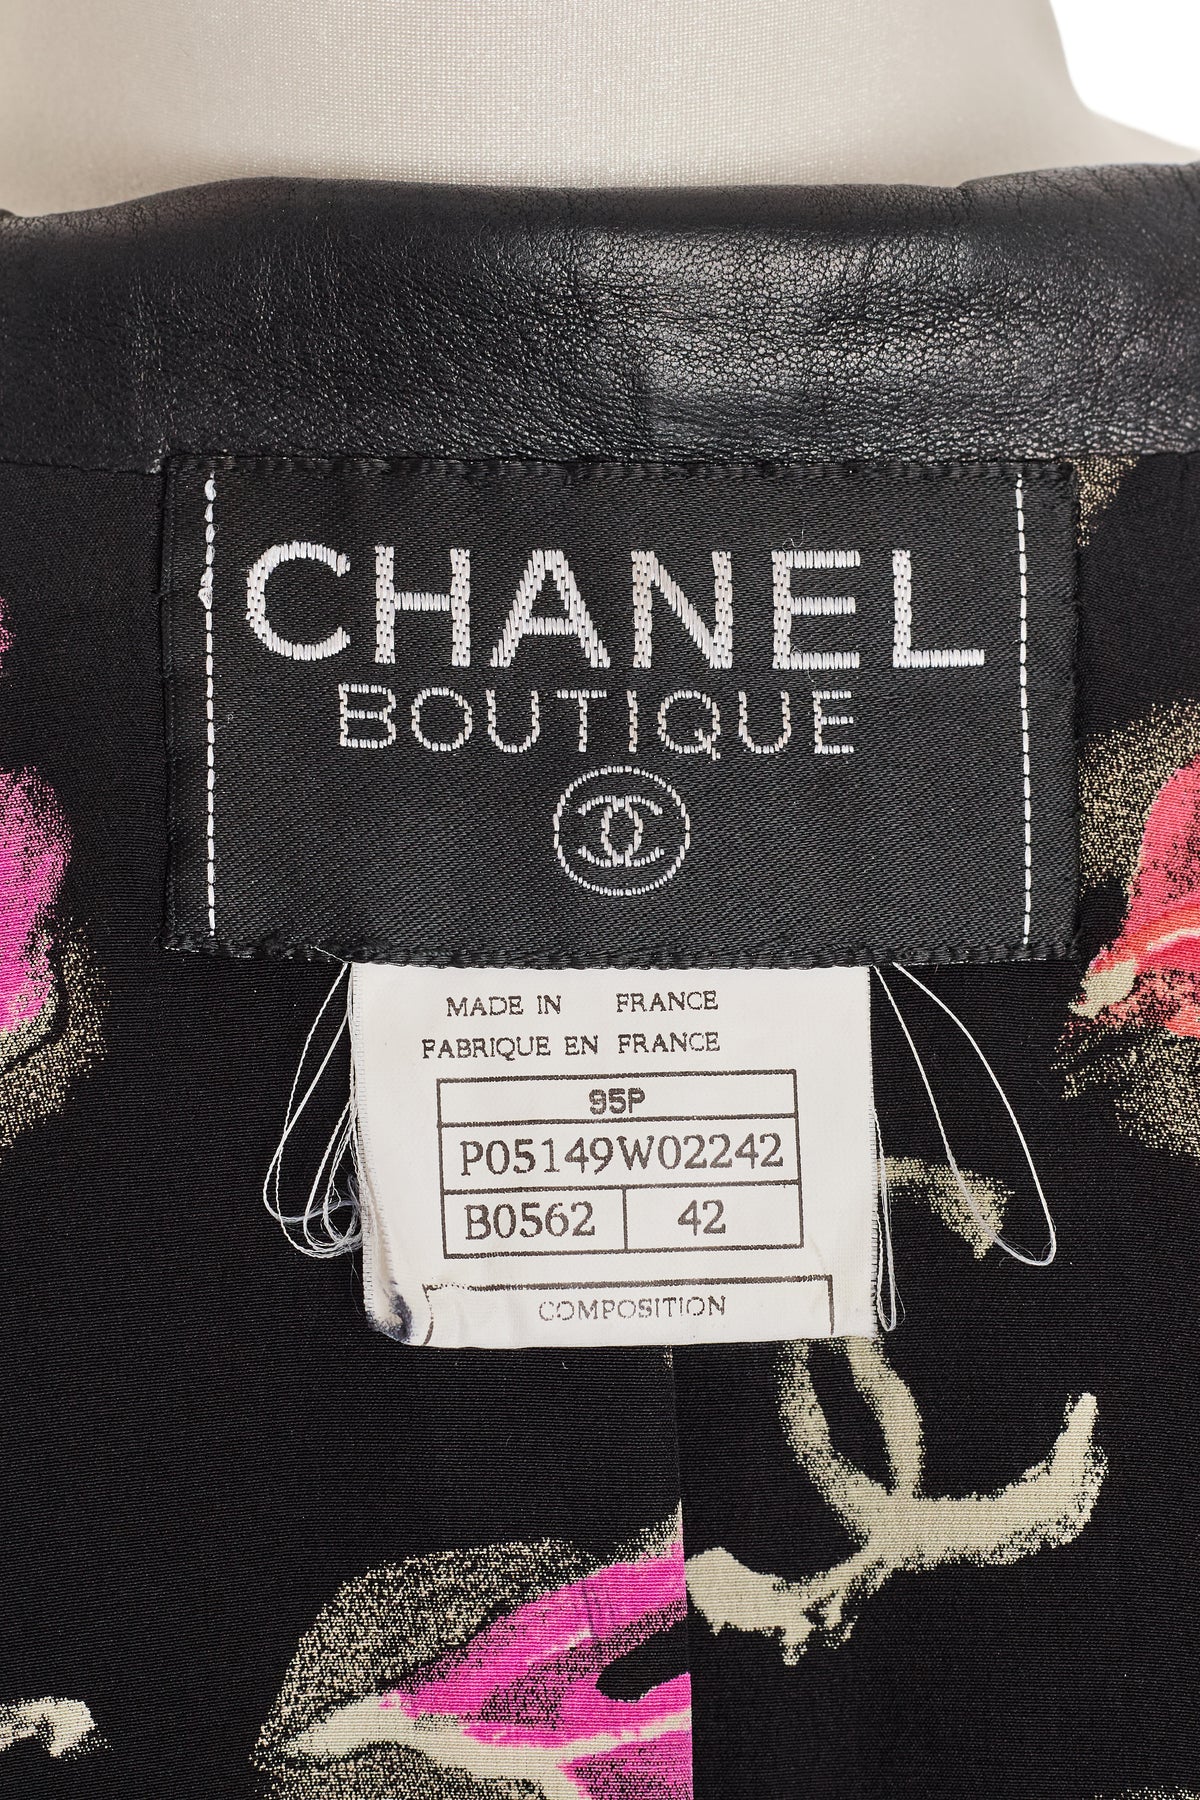 CHANEL
BOUTIQUE
MADE IN FRANCE
FABRIQUE EN FRANCE
95P
P05149W02242
B0562 42
COMPOSITION